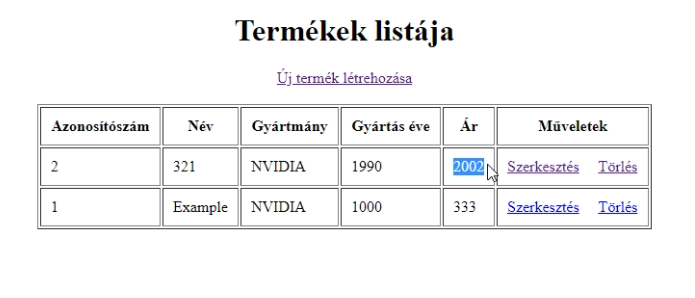 Termékek listája
Új termék létrehozása
Azonosítószám Név Gyártmány Gyártás éve Ár Műveletek
2 321 NVIDIA 1990 2002 Szerkesztés Törlés
1 Example NVIDIA 1000 333 Szerkesztés Törlés